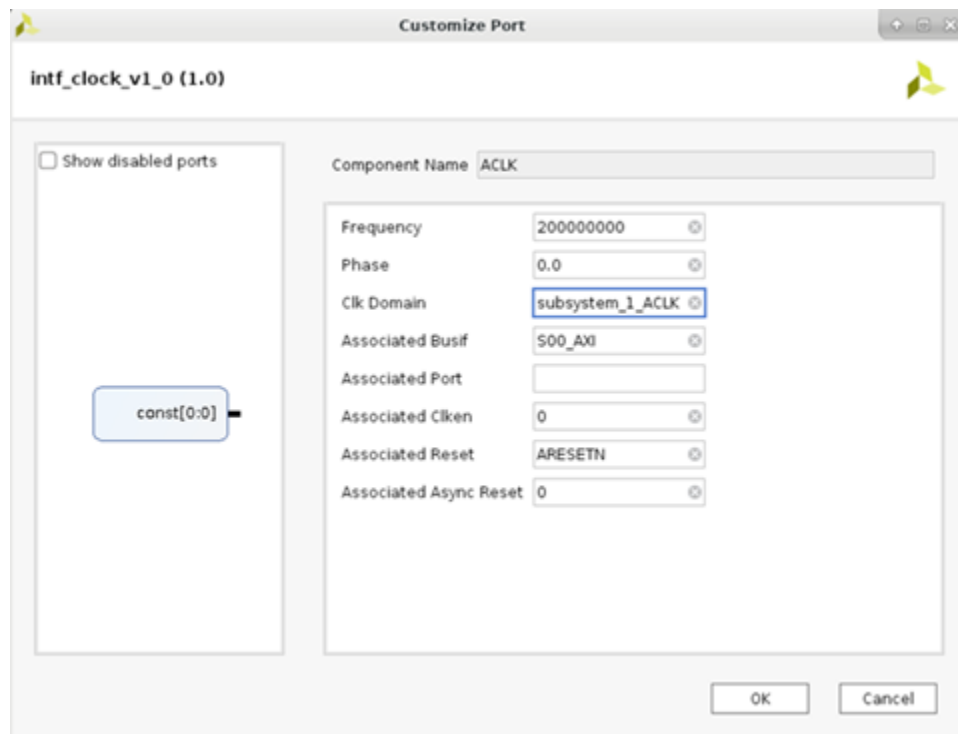 Customize Port
intf_clock_v1_0 (1.0)
Show disabled ports
const[0:0]
Component Name ACLK
Frequency 200000000
Phase 0.0
Clk Domain subsystem_1_ACLK
Associated Busif S00_AXI
Associated Port
Associated Clken 0
Associated Reset ARESETN
Associated Async Reset 0
OK Cancel